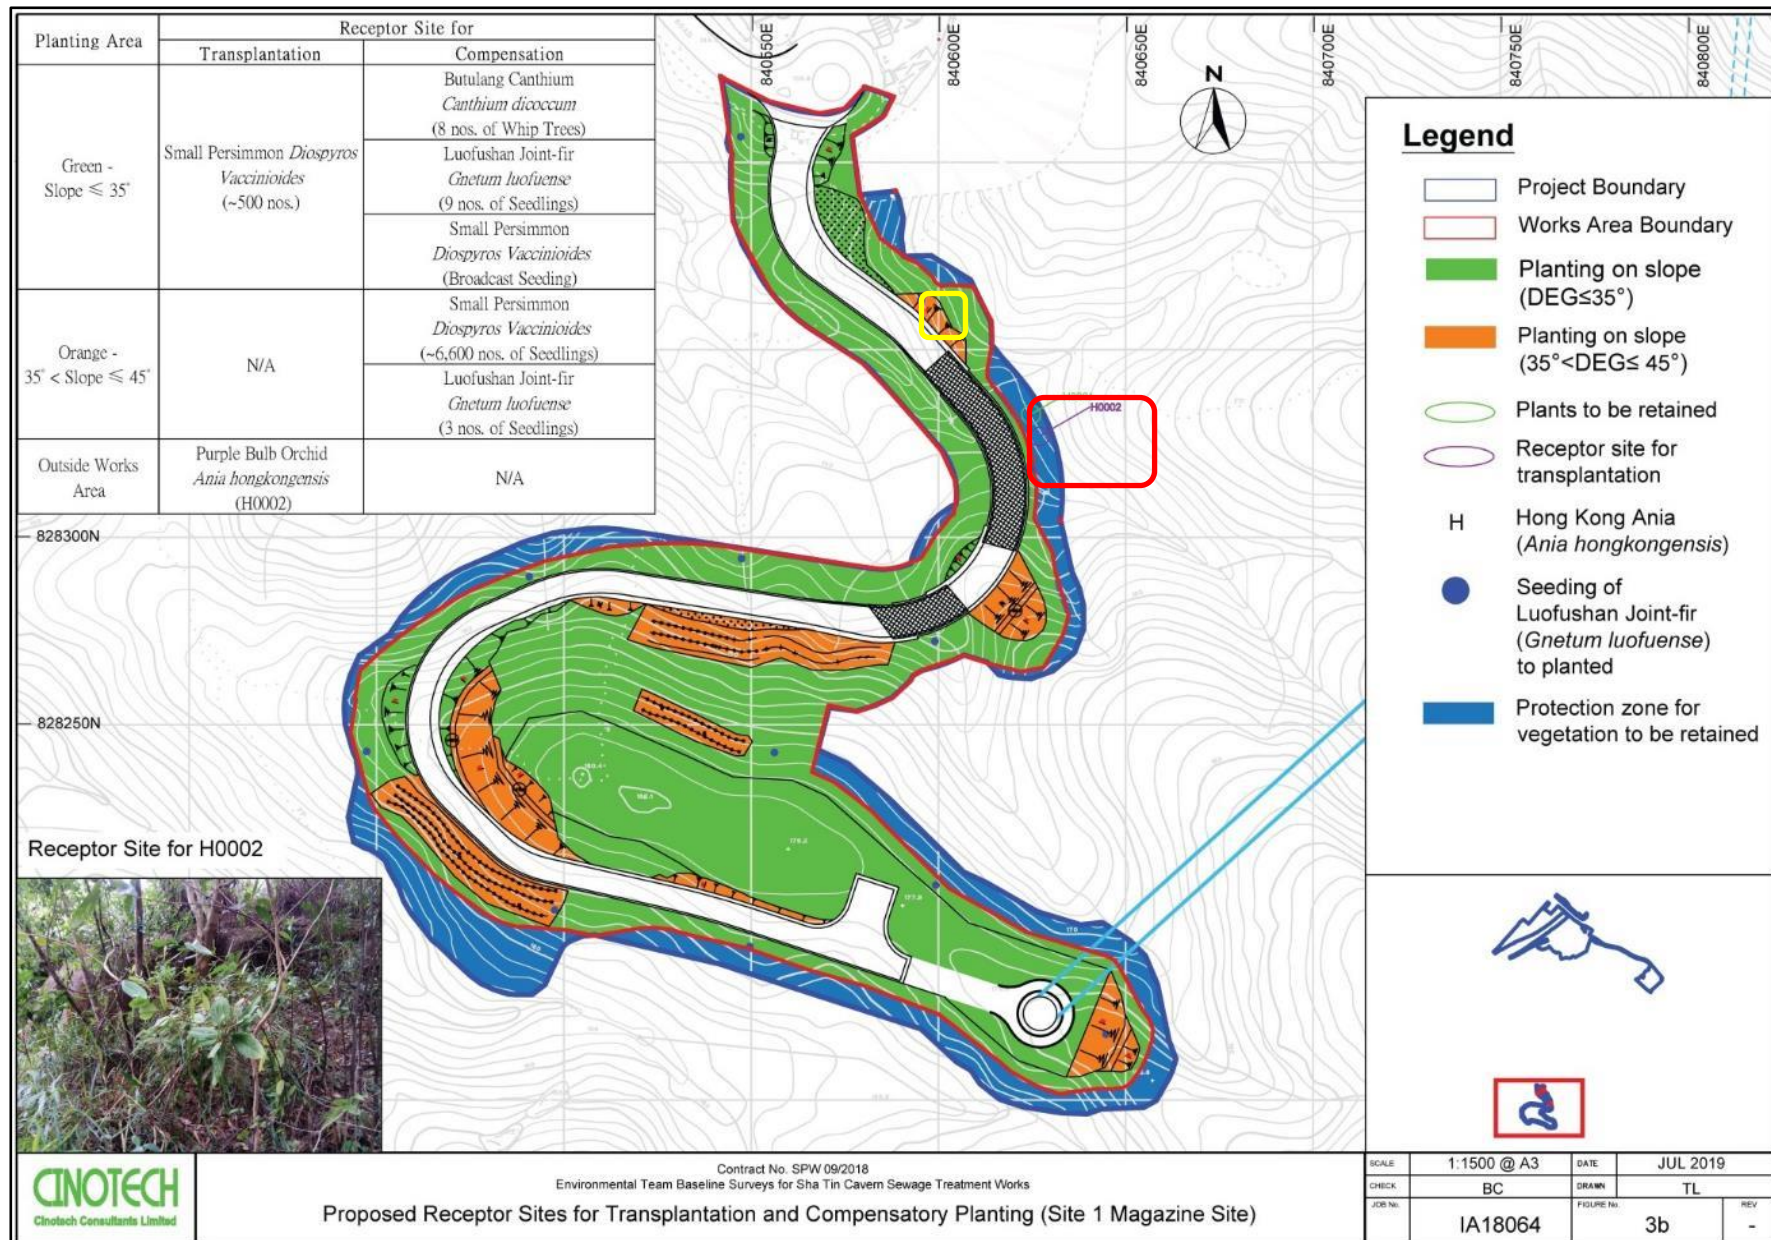 Planting Area
Receptor Site for
Transplantation
Compensation
Green -
Slope ≤ 35°
Small Persimmon Diospyros
Vaccinioides
(~500 nos.)
Butulang Canthium
Canthium dicoccum
(8 nos. of Whip Trees)
Luofushan Joint-fir
Gnetum luofuense
(9 nos. of Seedlings)
Small Persimmon
Diospyros Vaccinioides
(Broadcast Seeding)
Orange -
35° < Slope ≤ 45°
N/A
Small Persimmon
Diospyros Vaccinioides
(~6,600 nos. of Seedlings)
Luofushan Joint-fir
Gnetum luofuense
(3 nos. of Seedlings)
Outside Works
Area
Purple Bulb Orchid
Ania hongkongensis
(H0002)
N/A
840550E
840600E
840650E
840700E
840750E
840800E
N
H0002
828300N
828250N
Receptor Site for H0002
Legend
Project Boundary
Works Area Boundary
Planting on slope
(DEG≤35°)
Planting on slope
(35°<DEG≤ 45°)
Plants to be retained
Receptor site for
transplantation
H
Hong Kong Ania
(Ania hongkongensis)
Seeding of
Luofushan Joint-fir
(Gnetum luofuense)
to planted
Protection zone for
vegetation to be retained
CINOTECH
Cinotech Consultants Limited
Contract No. SPW 09/2018
Environmental Team Baseline Surveys for Sha Tin Cavern Sewage Treatment Works
Proposed Receptor Sites for Transplantation and Compensatory Planting (Site 1 Magazine Site)
SCALE 1:1500 @ A3 DATE JUL 2019
CHECK BC DRAWN TL
JOB No. IA18064 FIGURE No. 3b REV -